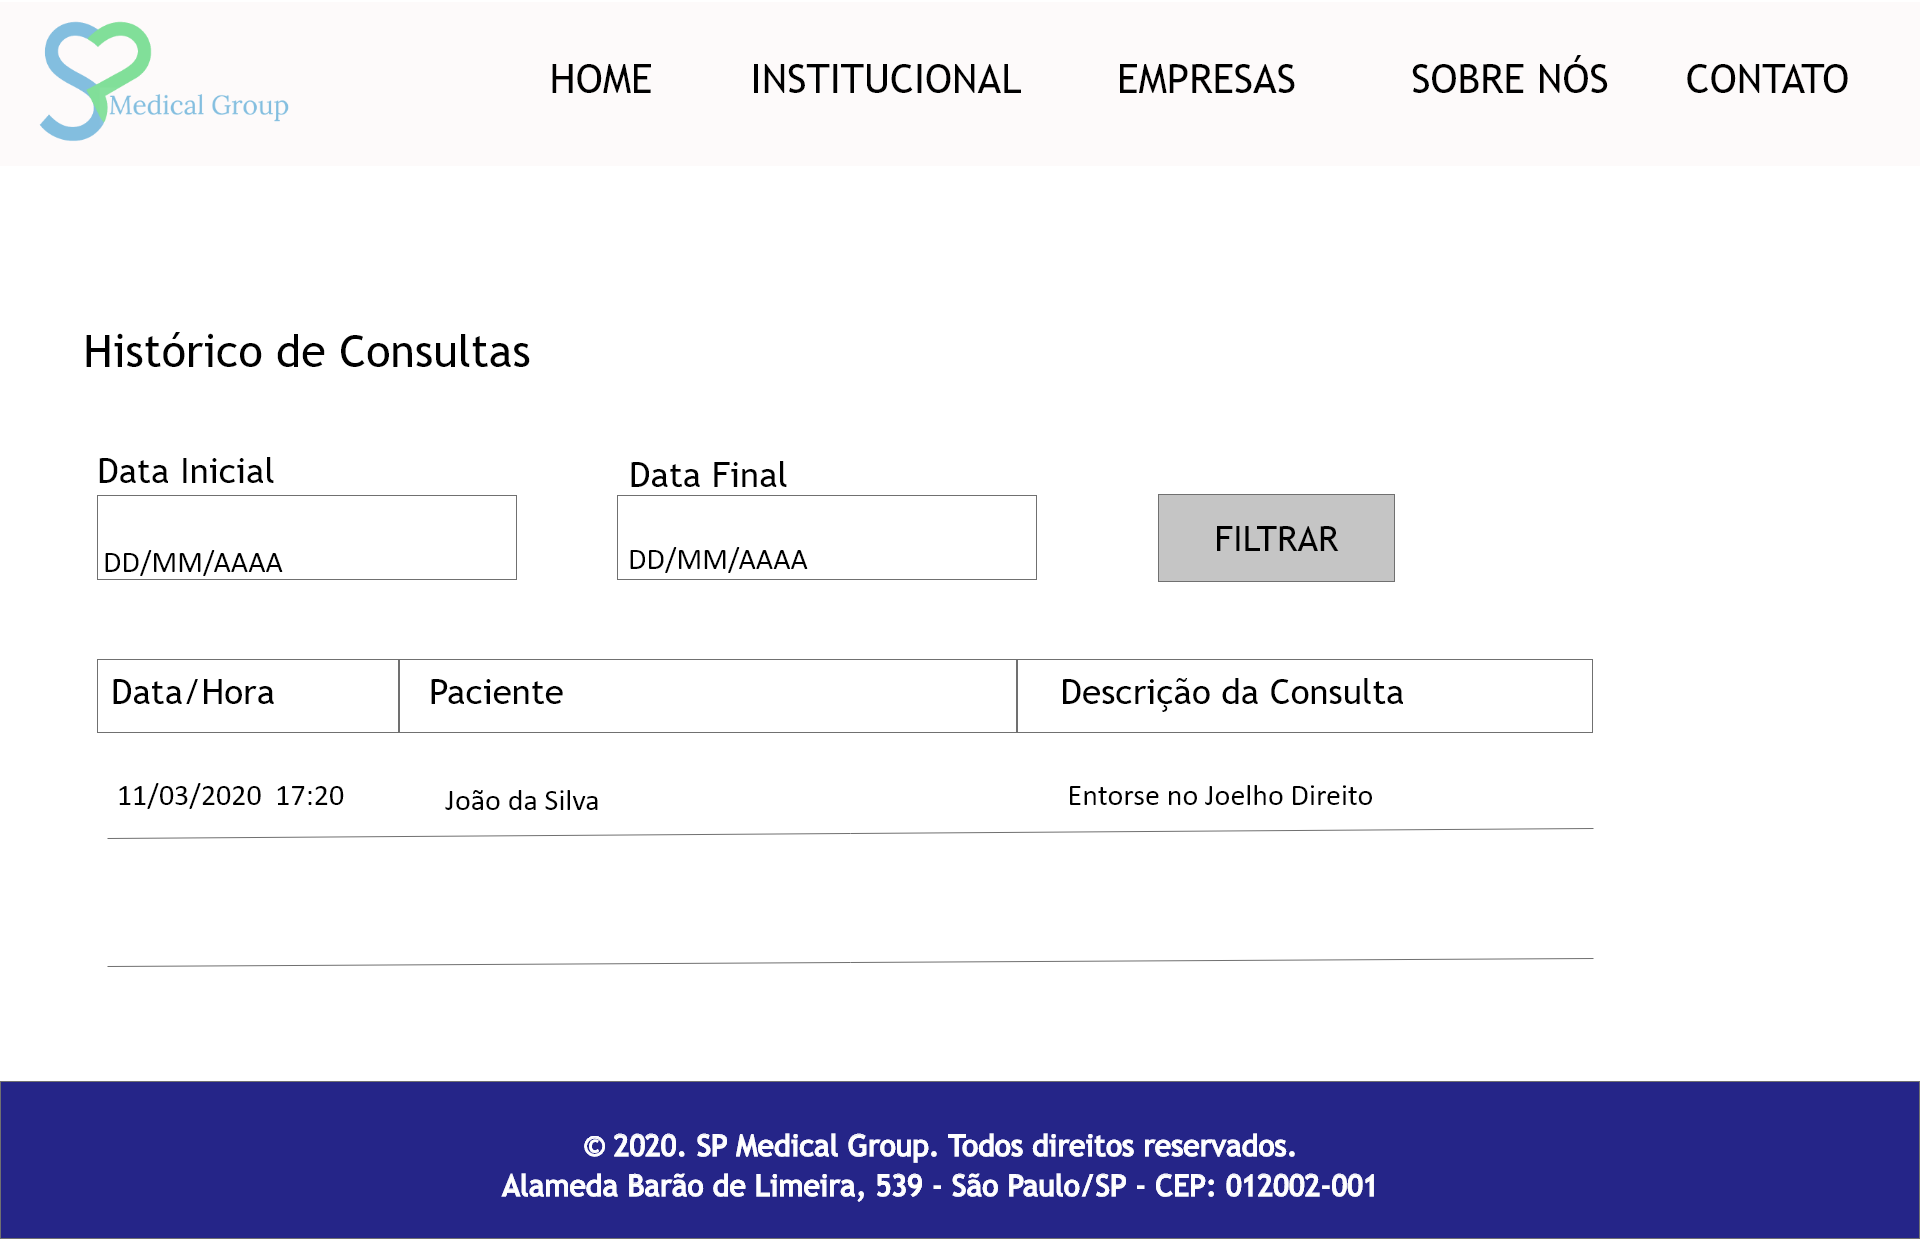 SP Medical Group
HOME INSTITUCIONAL EMPRESAS SOBRE NÓS CONTATO
Histórico de Consultas
Data Inicial Data Final
DD/MM/AAAA DD/MM/AAAA FILTRAR
Data/Hora Paciente Descrição da Consulta
11/03/2020 17:20 João da Silva Entorse no Joelho Direito
© 2020. SP Medical Group. Todos direitos reservados.
Alameda Barão de Limeira, 539 - São Paulo/SP - CEP: 012002-001